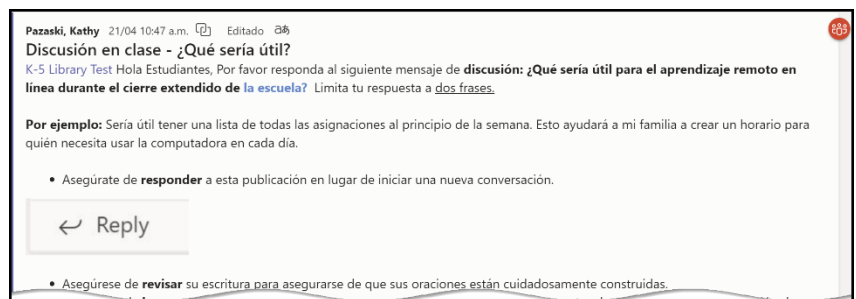 Pazaski, Kathy 21/04 10:47 a.m. Editado
Discusión en clase - ¿Qué sería útil?
K-5 Library Test Hola Estudiantes, Por favor responda al siguiente mensaje de discusión: ¿Qué sería útil para el aprendizaje remoto en
línea durante el cierre extendido de la escuela? Limita tu respuesta a dos frases.
Por ejemplo: Sería útil tener una lista de todas las asignaciones al principio de la semana. Esto ayudará a mi familia a crear un horario para
quién necesita usar la computadora en cada día.
• Asegúrate de responder a esta publicación en lugar de iniciar una nueva conversación.
Reply
• Asegúrese de revisar su escritura para asegurarse de que sus oraciones están cuidadosamente construidas.